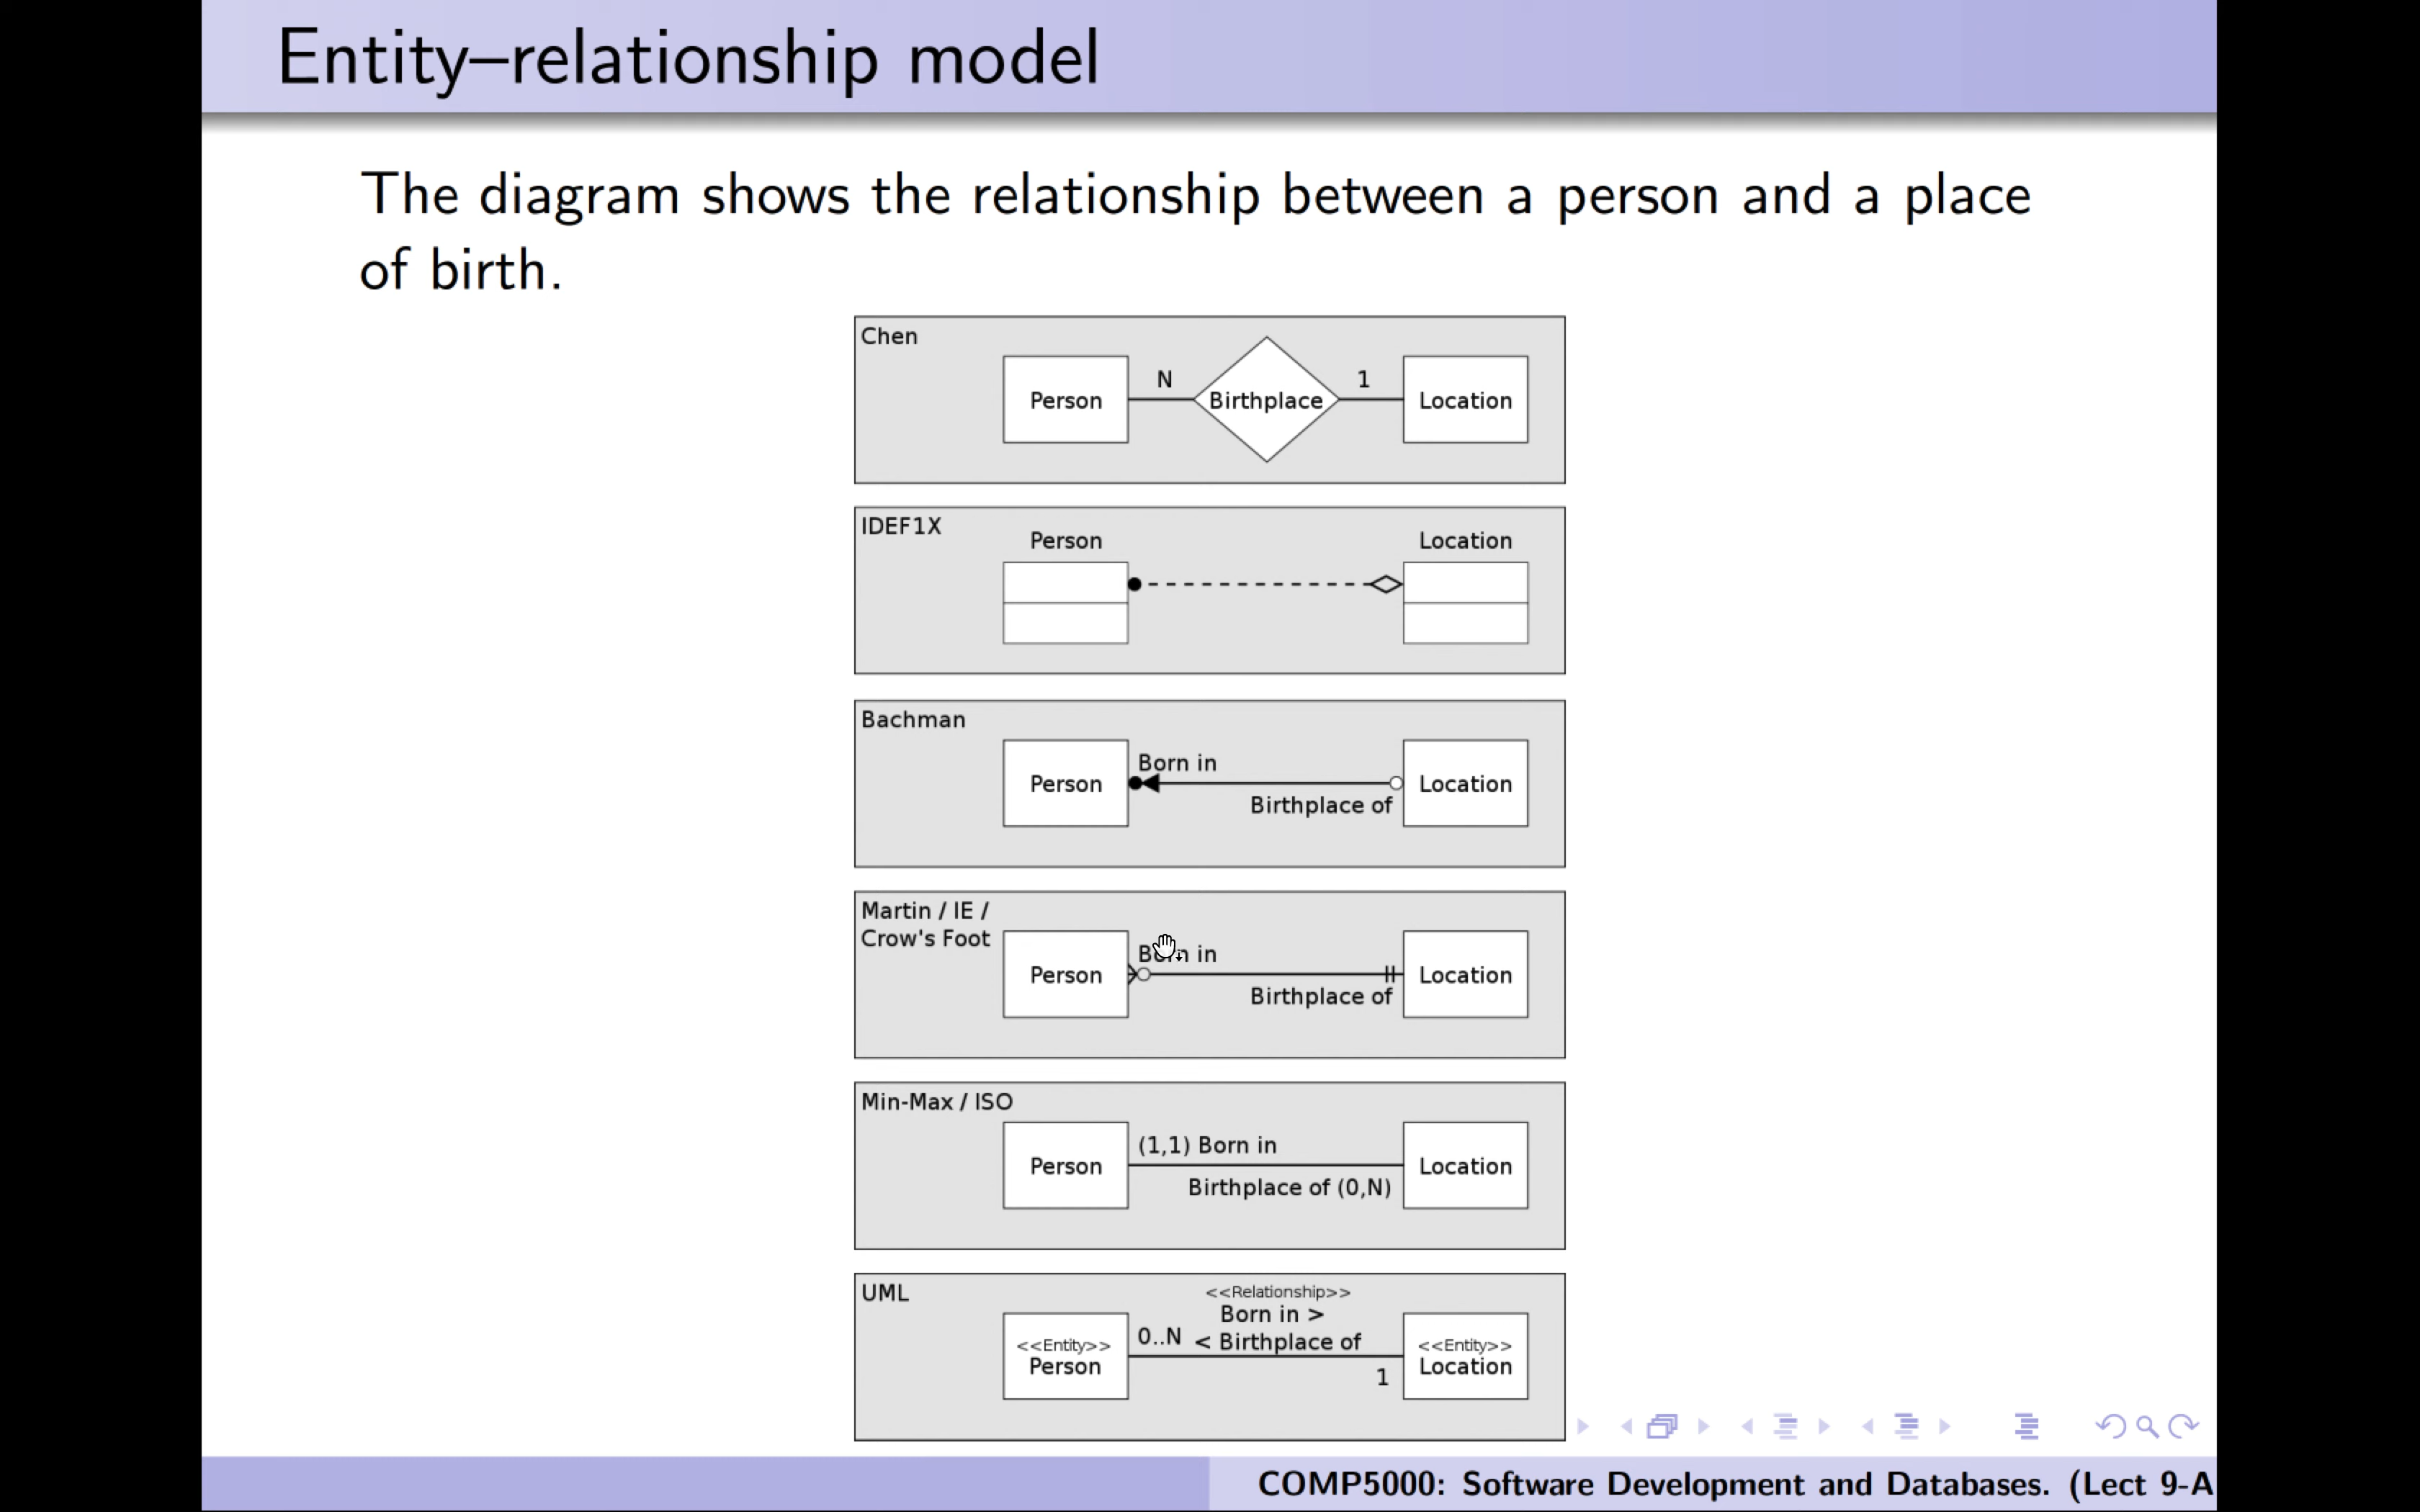 Entity–relationship model
The diagram shows the relationship between a person and a place
of birth.
Chen
Person
N
Birthplace
1
Location
IDEF1X
Person
Location
Bachman
Person
Born in
Birthplace of
Location
Martin / IE /
Crow's Foot
Person
Born in
Birthplace of
Location
Min-Max / ISO
Person
(1,1) Born in
Birthplace of (0,N)
Location
UML
<<Relationship>>
Born in >
0..N < Birthplace of
<<Entity>>
Person
1
<<Entity>>
Location
COMP5000: Software Development and Databases. (Lect 9-A